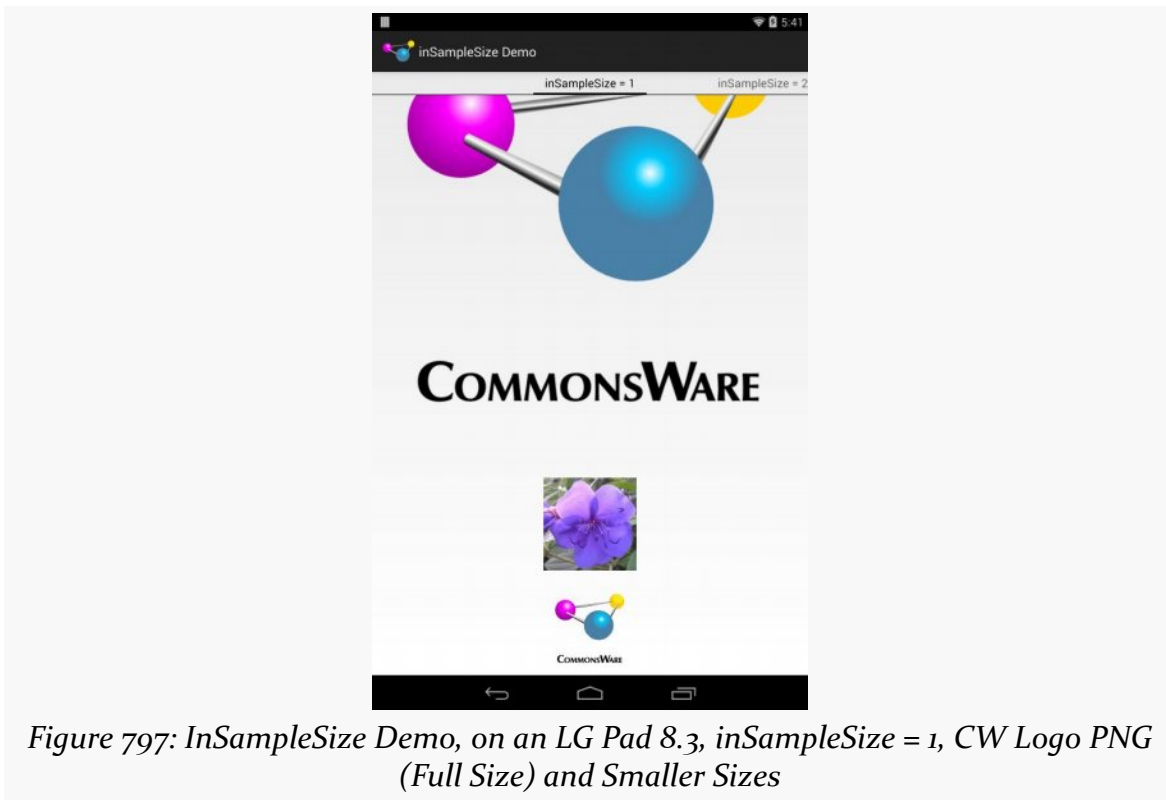 5:41
inSampleSize Demo
inSampleSize = 1
inSampleSize = 2
COMMONSWARE
COMMONSWARE
Figure 797: InSampleSize Demo, on an LG Pad 8.3, inSampleSize = 1, CW Logo PNG
(Full Size) and Smaller Sizes